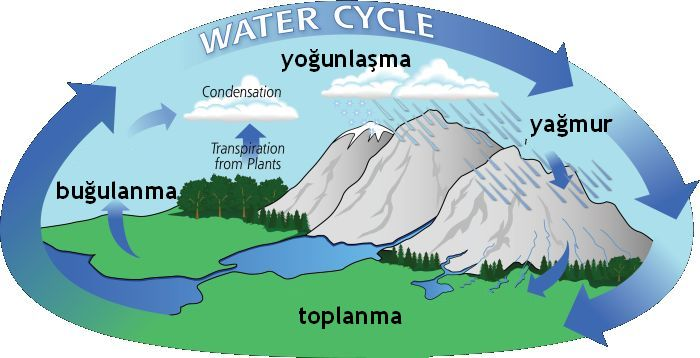 WATER CYCLE
yoğunlaşma
Condensation
yağmur
Transpiration
from Plants
buğulanma
toplanma